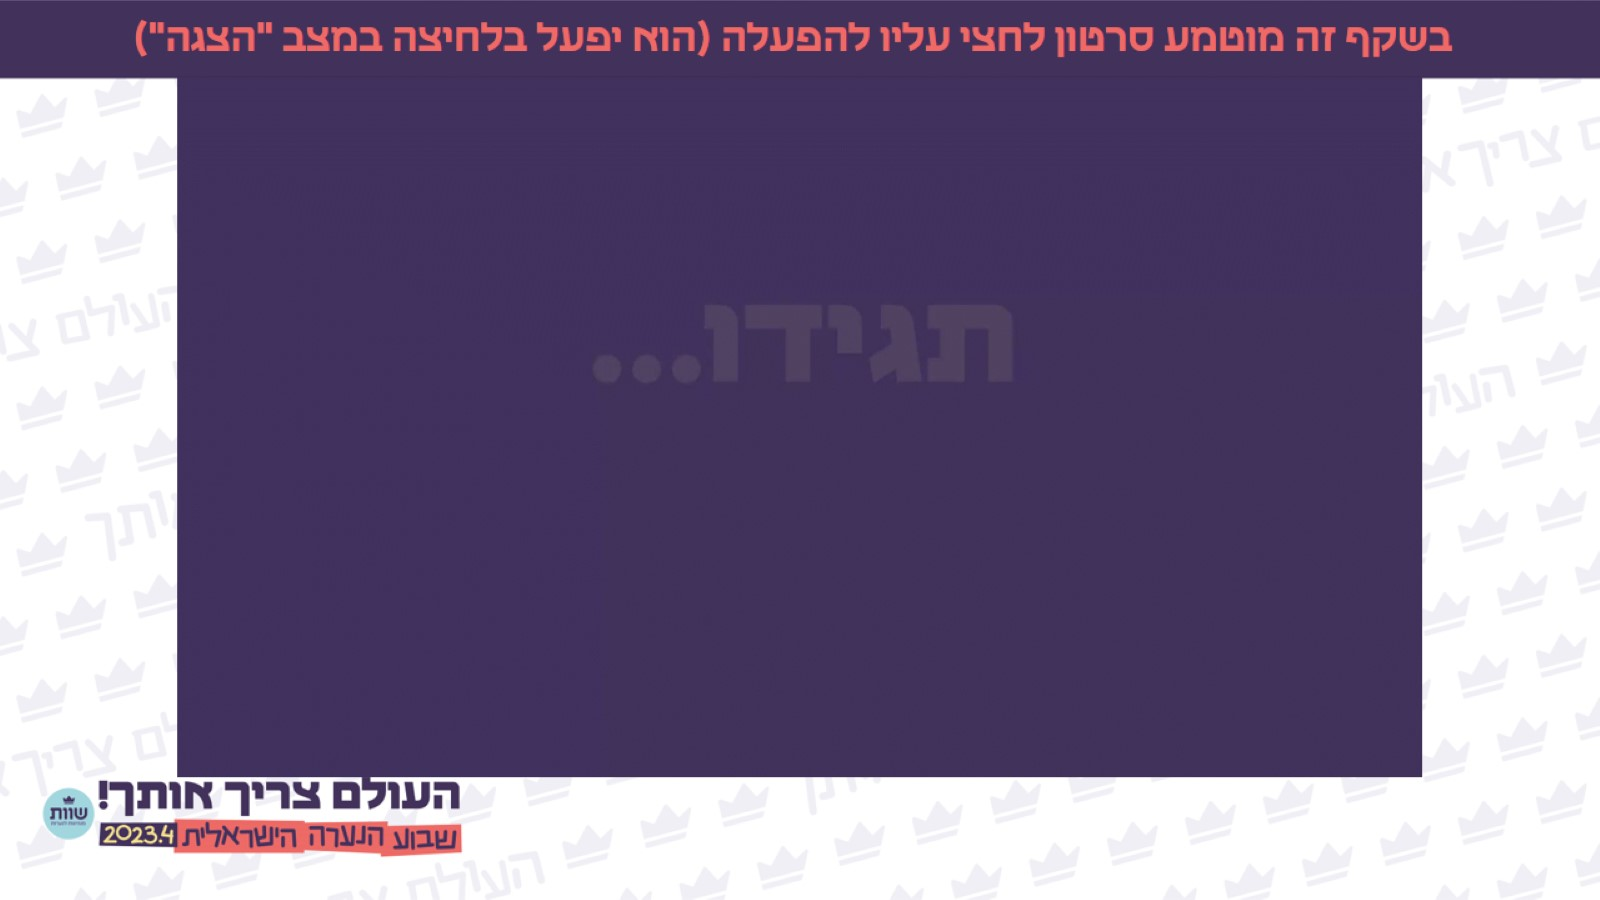 בשקף זה מוטמע סרטון לחצי עליו להפעלה (הוא יפעל בלחיצה במצב "הצגה")
תגידו...
העולם צריך אותך!
שבוע הנערה הישראלית 2023.4
שוות